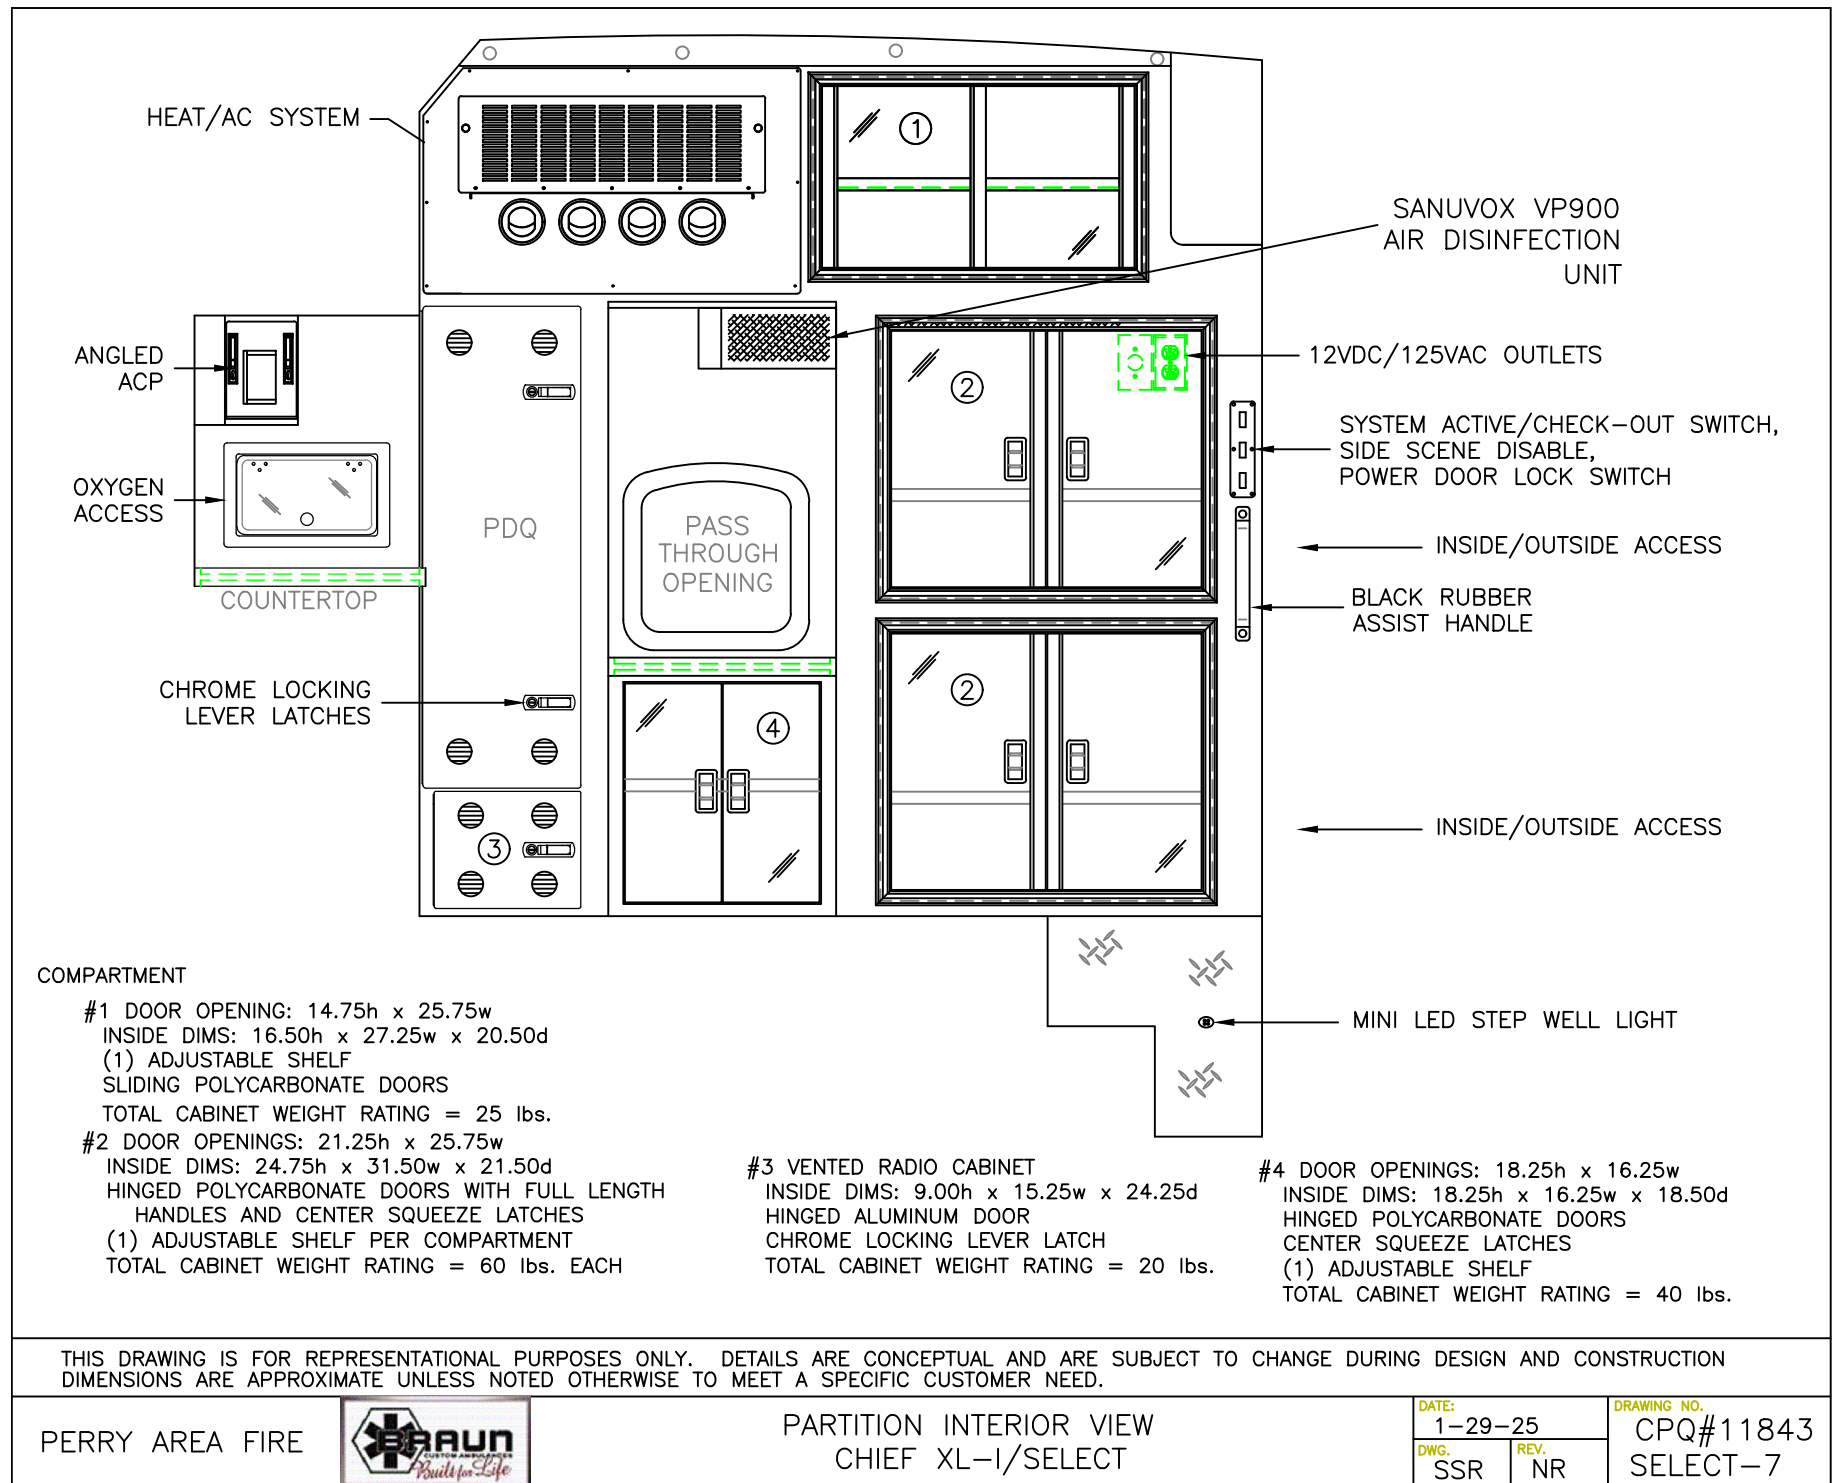 HEAT/AC SYSTEM
1
SANUVOX VP900
AIR DISINFECTION
UNIT
ANGLED
ACP
2
12VDC/125VAC OUTLETS
SYSTEM ACTIVE/CHECK-OUT SWITCH,
SIDE SCENE DISABLE,
POWER DOOR LOCK SWITCH
OXYGEN
ACCESS
PDQ
PASS
THROUGH
OPENING
INSIDE/OUTSIDE ACCESS
COUNTERTOP
BLACK RUBBER
ASSIST HANDLE
CHROME LOCKING
LEVER LATCHES
2
4
3
INSIDE/OUTSIDE ACCESS
MINI LED STEP WELL LIGHT
COMPARTMENT
#1 DOOR OPENING: 14.75h x 25.75w
INSIDE DIMS: 16.50h x 27.25w x 20.50d
(1) ADJUSTABLE SHELF
SLIDING POLYCARBONATE DOORS
TOTAL CABINET WEIGHT RATING = 25 lbs.
#2 DOOR OPENINGS: 21.25h x 25.75w
INSIDE DIMS: 24.75h x 31.50w x 21.50d
HINGED POLYCARBONATE DOORS WITH FULL LENGTH
HANDLES AND CENTER SQUEEZE LATCHES
(1) ADJUSTABLE SHELF PER COMPARTMENT
TOTAL CABINET WEIGHT RATING = 60 lbs. EACH
#3 VENTED RADIO CABINET
INSIDE DIMS: 9.00h x 15.25w x 24.25d
HINGED ALUMINUM DOOR
CHROME LOCKING LEVER LATCH
TOTAL CABINET WEIGHT RATING = 20 lbs.
#4 DOOR OPENINGS: 18.25h x 16.25w
INSIDE DIMS: 18.25h x 16.25w x 18.50d
HINGED POLYCARBONATE DOORS
CENTER SQUEEZE LATCHES
(1) ADJUSTABLE SHELF
TOTAL CABINET WEIGHT RATING = 40 lbs.
THIS DRAWING IS FOR REPRESENTATIONAL PURPOSES ONLY. DETAILS ARE CONCEPTUAL AND ARE SUBJECT TO CHANGE DURING DESIGN AND CONSTRUCTION
DIMENSIONS ARE APPROXIMATE UNLESS NOTED OTHERWISE TO MEET A SPECIFIC CUSTOMER NEED.
PERRY AREA FIRE
BRAUN
CUSTOM AMBULANCES
Built for Life
PARTITION INTERIOR VIEW
CHIEF XL-I/SELECT
DATE:
1-29-25
DWG.
SSR
REV.
NR
DRAWING NO.
CPQ#11843
SELECT-7